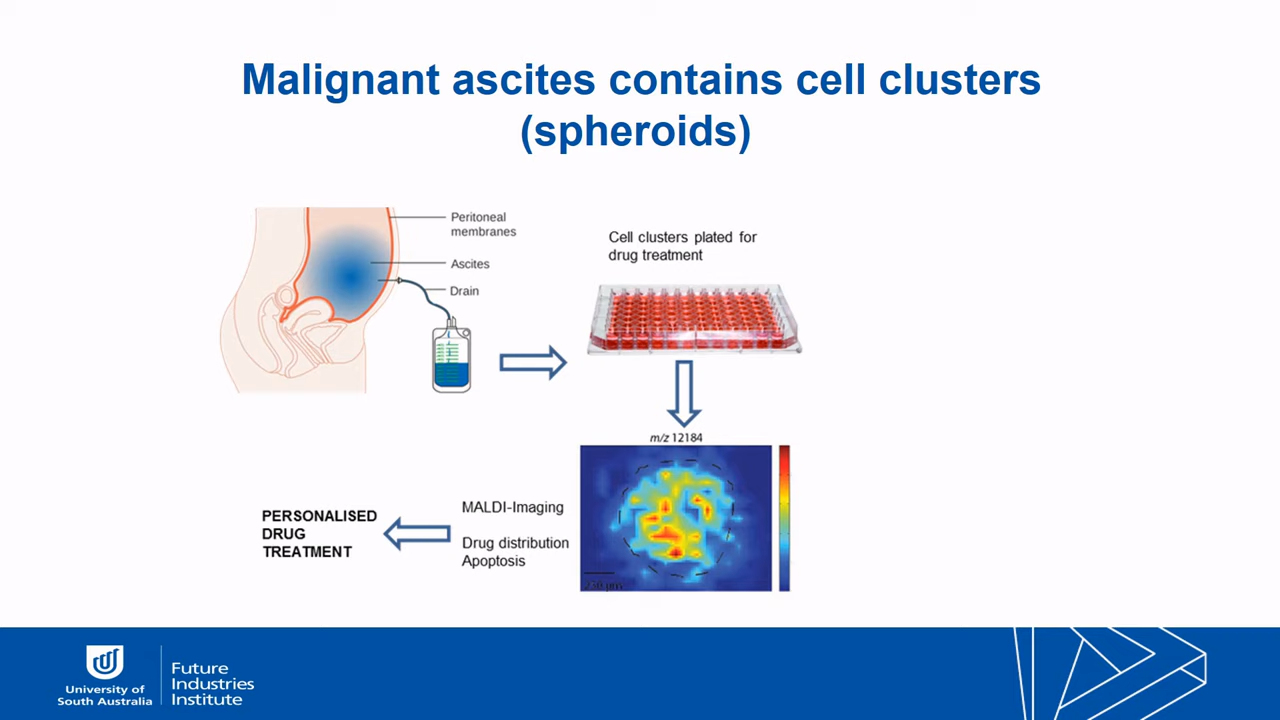 Malignant ascites contains cell clusters
(spheroids)
Peritoneal
membranes
Ascites
Drain
Cell clusters plated for
drug treatment
m/z 12184
MALDI-Imaging
Drug distribution
Apoptosis
PERSONALISED
DRUG
TREATMENT
University of
South Australia
Future
Industries
Institute